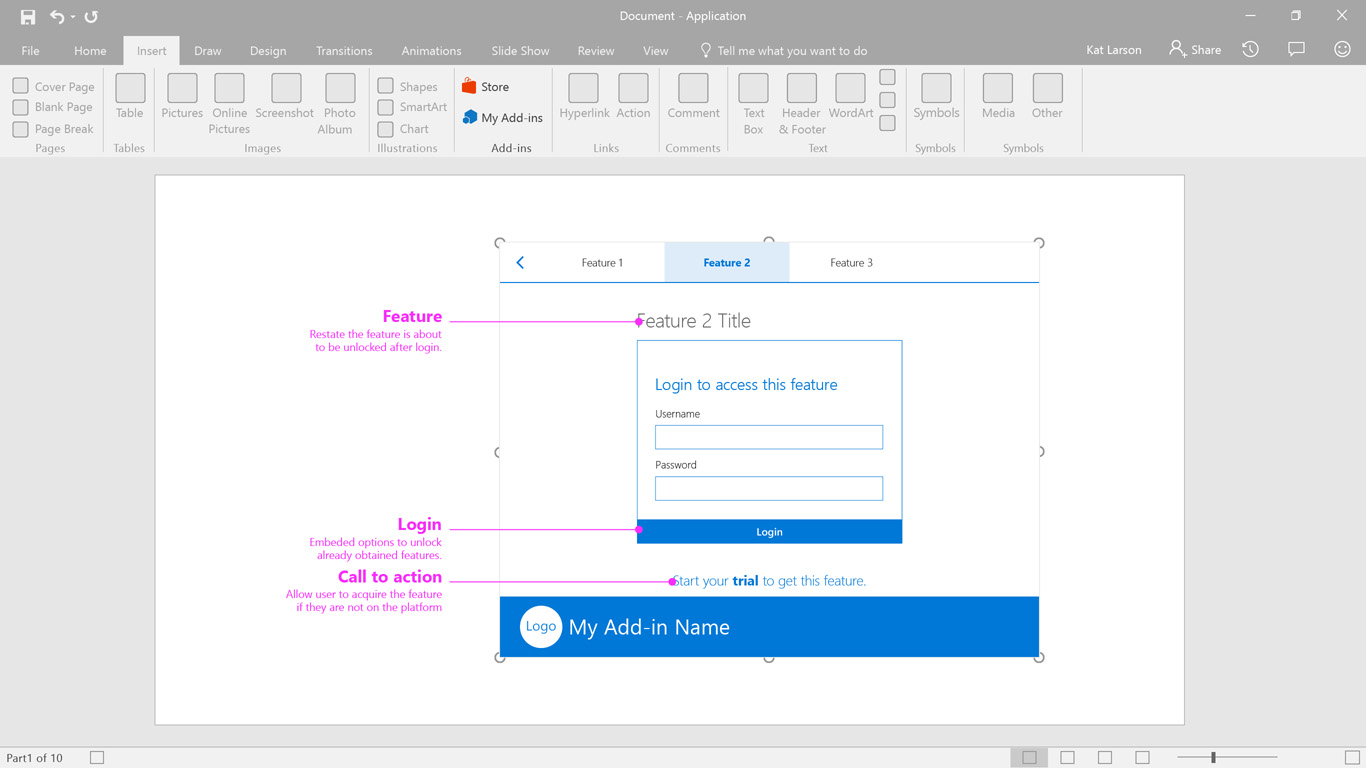 Document - Application
File Home Insert Draw Design Transitions Animations Slide Show Review View Tell me what you want to do Kat Larson Share
Cover Page
Blank Page
Page Break
Pages
Table
Tables
Pictures
Online
Pictures
Screenshot
Photo
Album
Images
Shapes
SmartArt
Chart
Illustrations
Store
My Add-ins
Add-ins
Hyperlink
Action
Links
Comment
Comments
Text
Box
Header
& Footer
WordArt
Text
Symbols
Symbols
Media
Other
Symbols
Feature 1 Feature 2 Feature 3
Feature
Restate the feature is about
to be unlocked after login.
Feature 2 Title
Login to access this feature
Username
Password
Login
Login
Embeded options to unlock
already obtained features.
Call to action
Allow user to acquire the feature
if they are not on the platform
Start your trial to get this feature.
Logo My Add-in Name
Part1 of 10